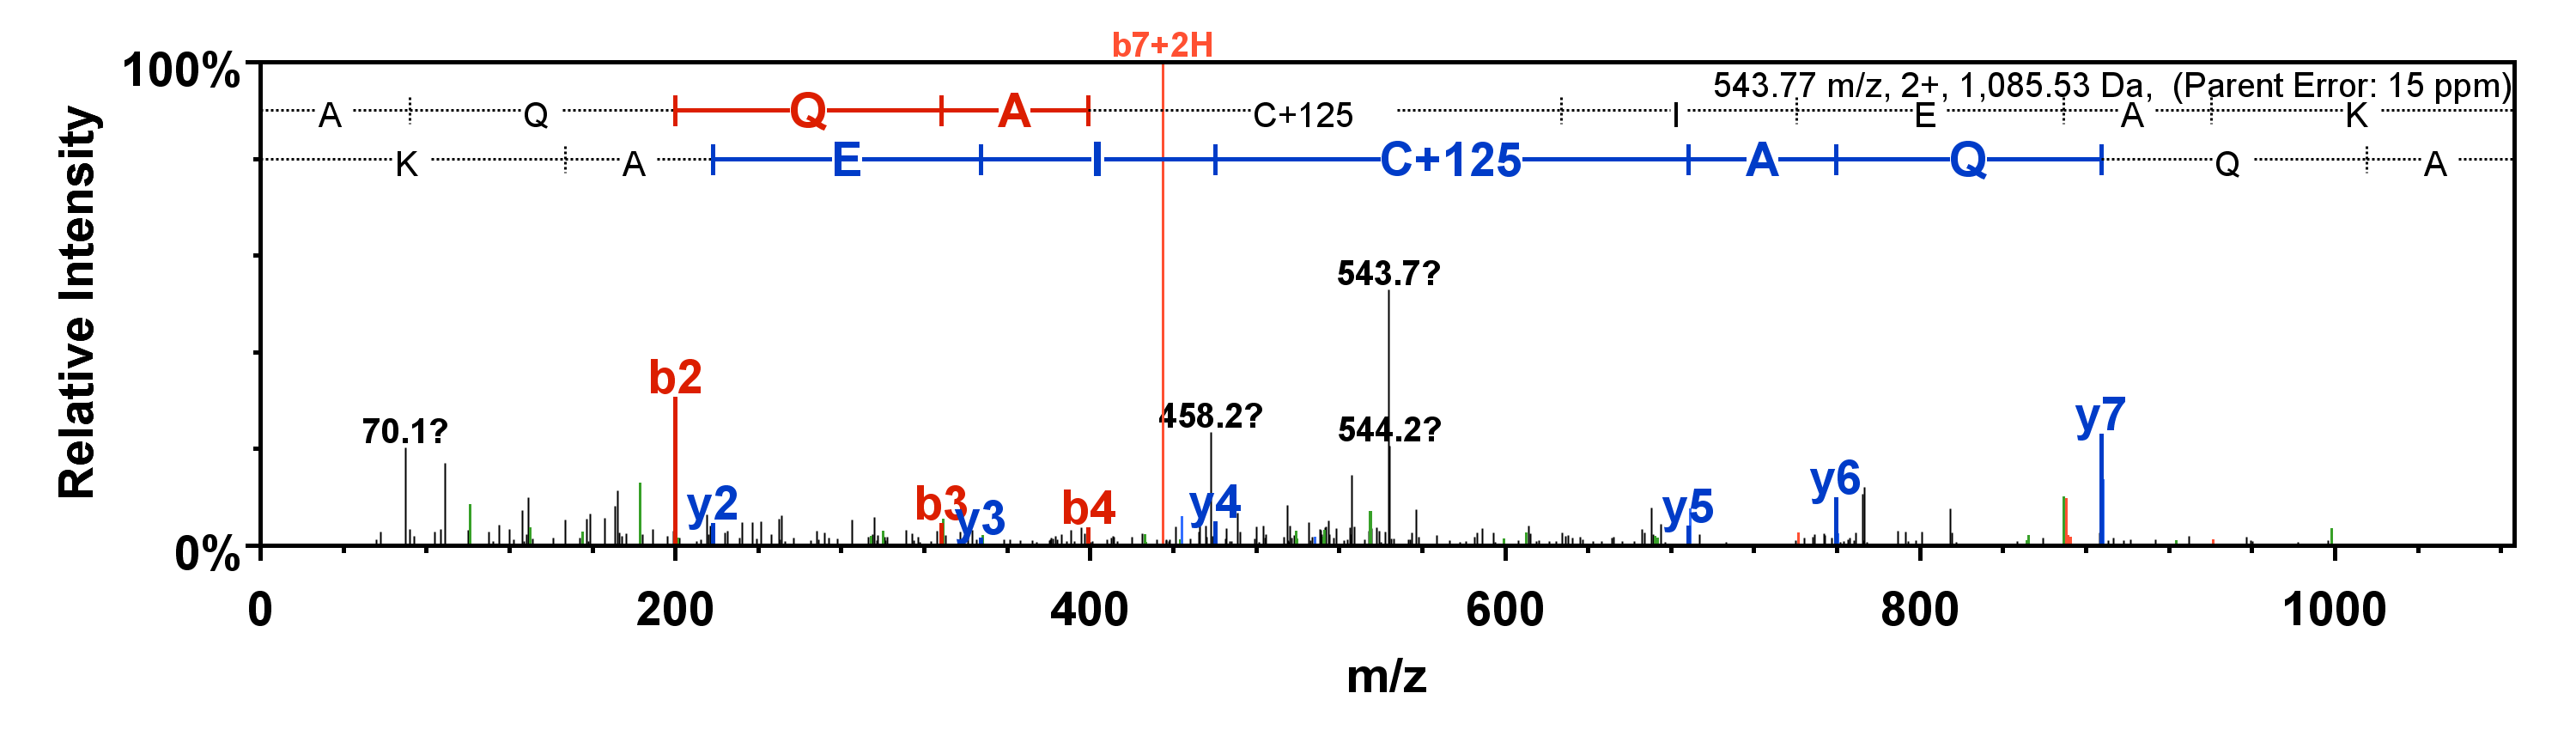 b7+2H
100%
543.77 m/z, 2+, 1,085.53 Da, (Parent Error: 15 ppm)
A Q Q A C+125 I E A K
K A E I C+125 A Q Q A
Relative Intensity
543.7?
b2
70.1?
458.2?
544.2?
y7
y2
b3
y3
b4
y4
y5
y6
0%
0 200 400 600 800 1000
m/z